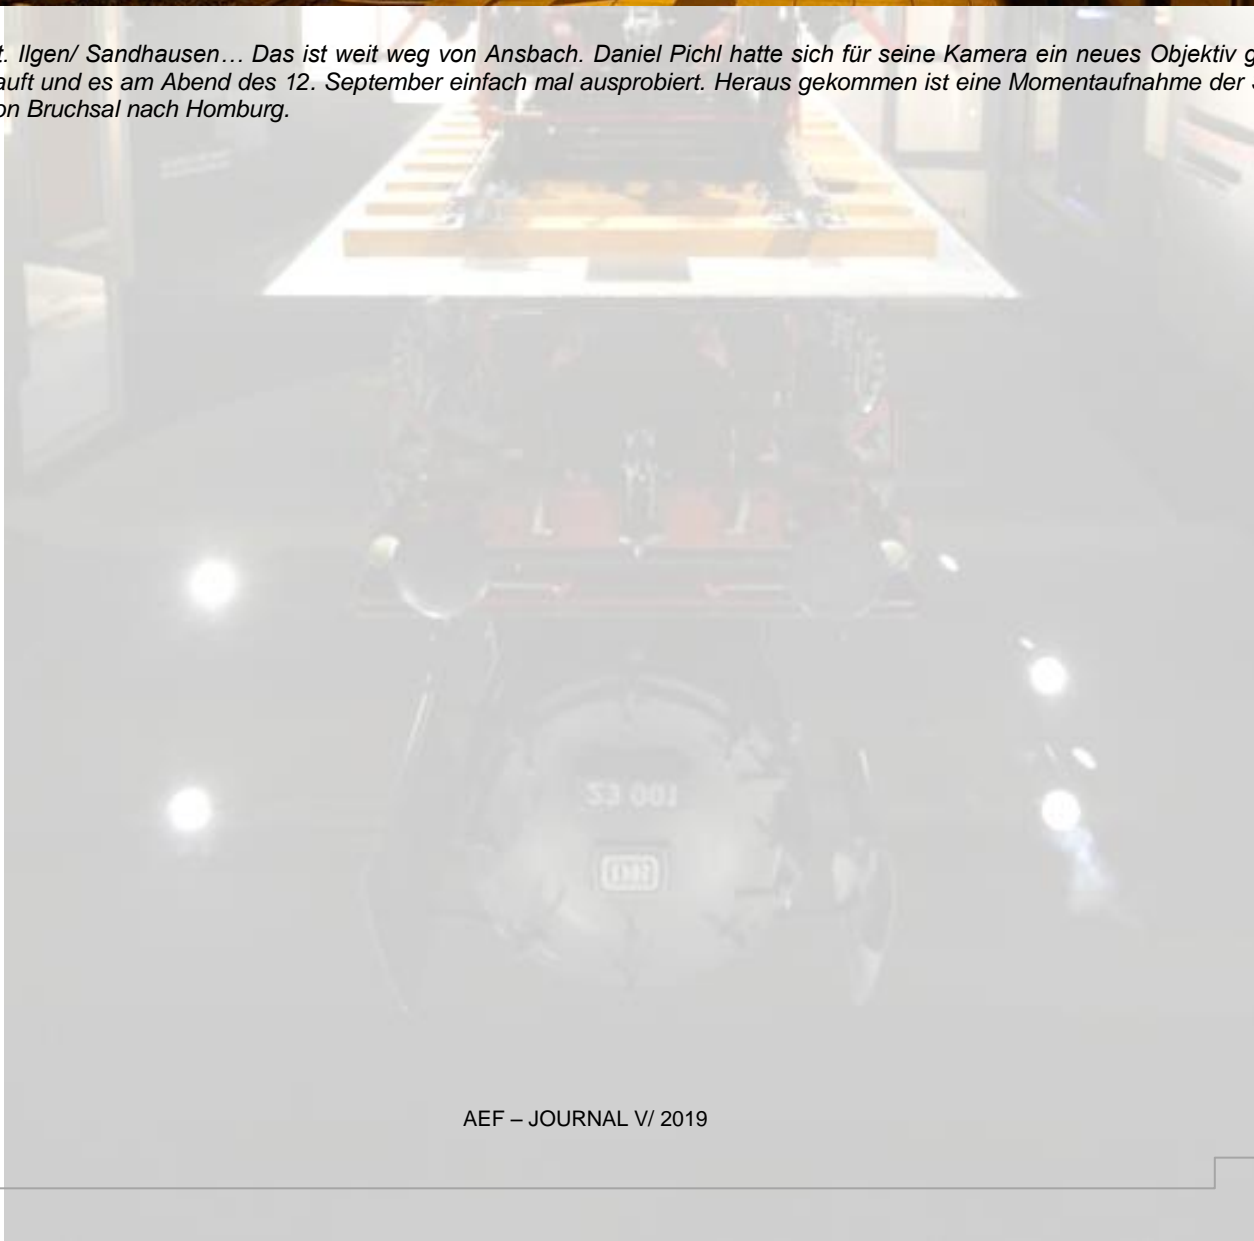 t. Ilgen/ Sandhausen… Das ist weit weg von Ansbach. Daniel Pichl hatte sich für seine Kamera ein neues Objektiv g
auft und es am Abend des 12. September einfach mal ausprobiert. Heraus gekommen ist eine Momentaufnahme der
on Bruchsal nach Homburg.
23 001
AEF – JOURNAL V/ 2019